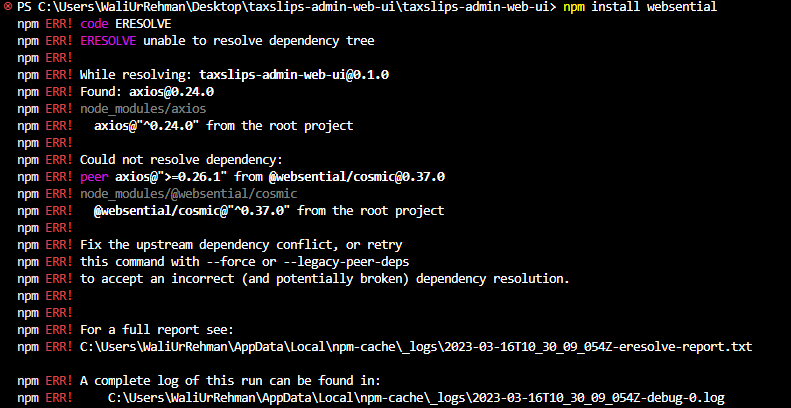 PS C:\Users\WaliUrRehman\Desktop\taxslips-admin-web-ui\taxslips-admin-web-ui> npm install websential
npm ERR! code ERESOLVE
npm ERR! ERESOLVE unable to resolve dependency tree
npm ERR!
npm ERR! While resolving: taxslips-admin-web-ui@0.1.0
npm ERR! Found: axios@0.24.0
npm ERR! node_modules/axios
npm ERR!   axios@"^0.24.0" from the root project
npm ERR!
npm ERR! Could not resolve dependency:
npm ERR! peer axios@">=0.26.1" from @websential/cosmic@0.37.0
npm ERR! node_modules/@websential/cosmic
npm ERR!   @websential/cosmic@"^0.37.0" from the root project
npm ERR!
npm ERR! Fix the upstream dependency conflict, or retry
npm ERR! this command with --force or --legacy-peer-deps
npm ERR! to accept an incorrect (and potentially broken) dependency resolution.
npm ERR!
npm ERR!
npm ERR! For a full report see:
npm ERR! C:\Users\WaliUrRehman\AppData\Local\npm-cache\_logs\2023-03-16T10_30_09_054Z-eresolve-report.txt

npm ERR! A complete log of this run can be found in:
npm ERR!     C:\Users\WaliUrRehman\AppData\Local\npm-cache\_logs\2023-03-16T10_30_09_054Z-debug-0.log